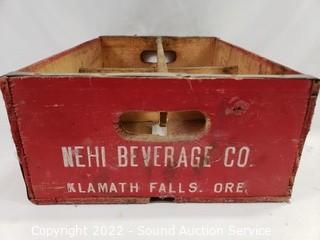 NEHI BEVERAGE CO.
KLAMATH FALLS. ORE.
Copyright 2022 - Sound Auction Service